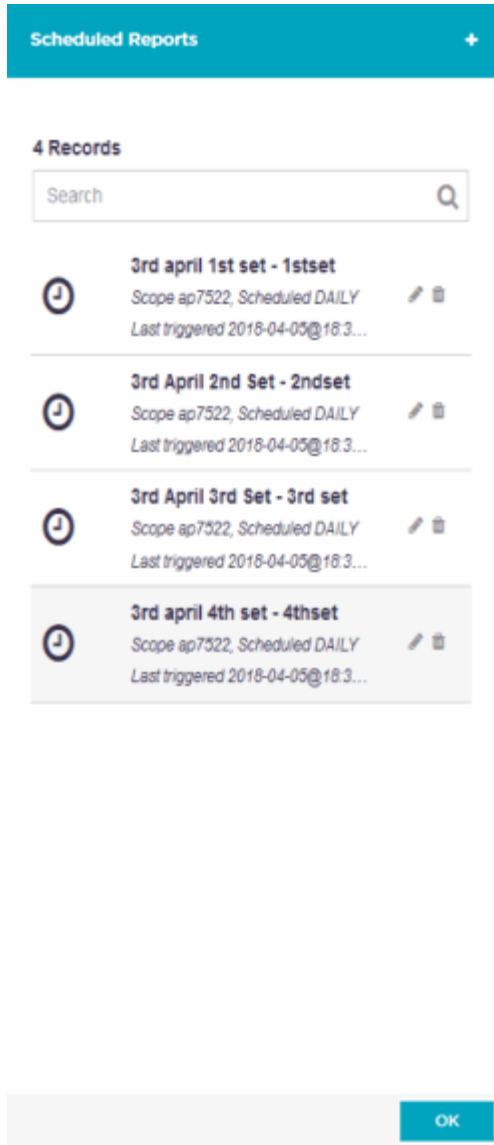 Scheduled Reports +
4 Records
Search
3rd april 1st set - 1stset
Scope ap7522, Scheduled DAILY
Last triggered 2018-04-05@18:3...
3rd April 2nd Set - 2ndset
Scope ap7522, Scheduled DAILY
Last triggered 2018-04-05@18:3...
3rd April 3rd Set - 3rd set
Scope ap7522, Scheduled DAILY
Last triggered 2018-04-05@18:3...
3rd april 4th set - 4thset
Scope ap7522, Scheduled DAILY
Last triggered 2018-04-05@18:3...
OK